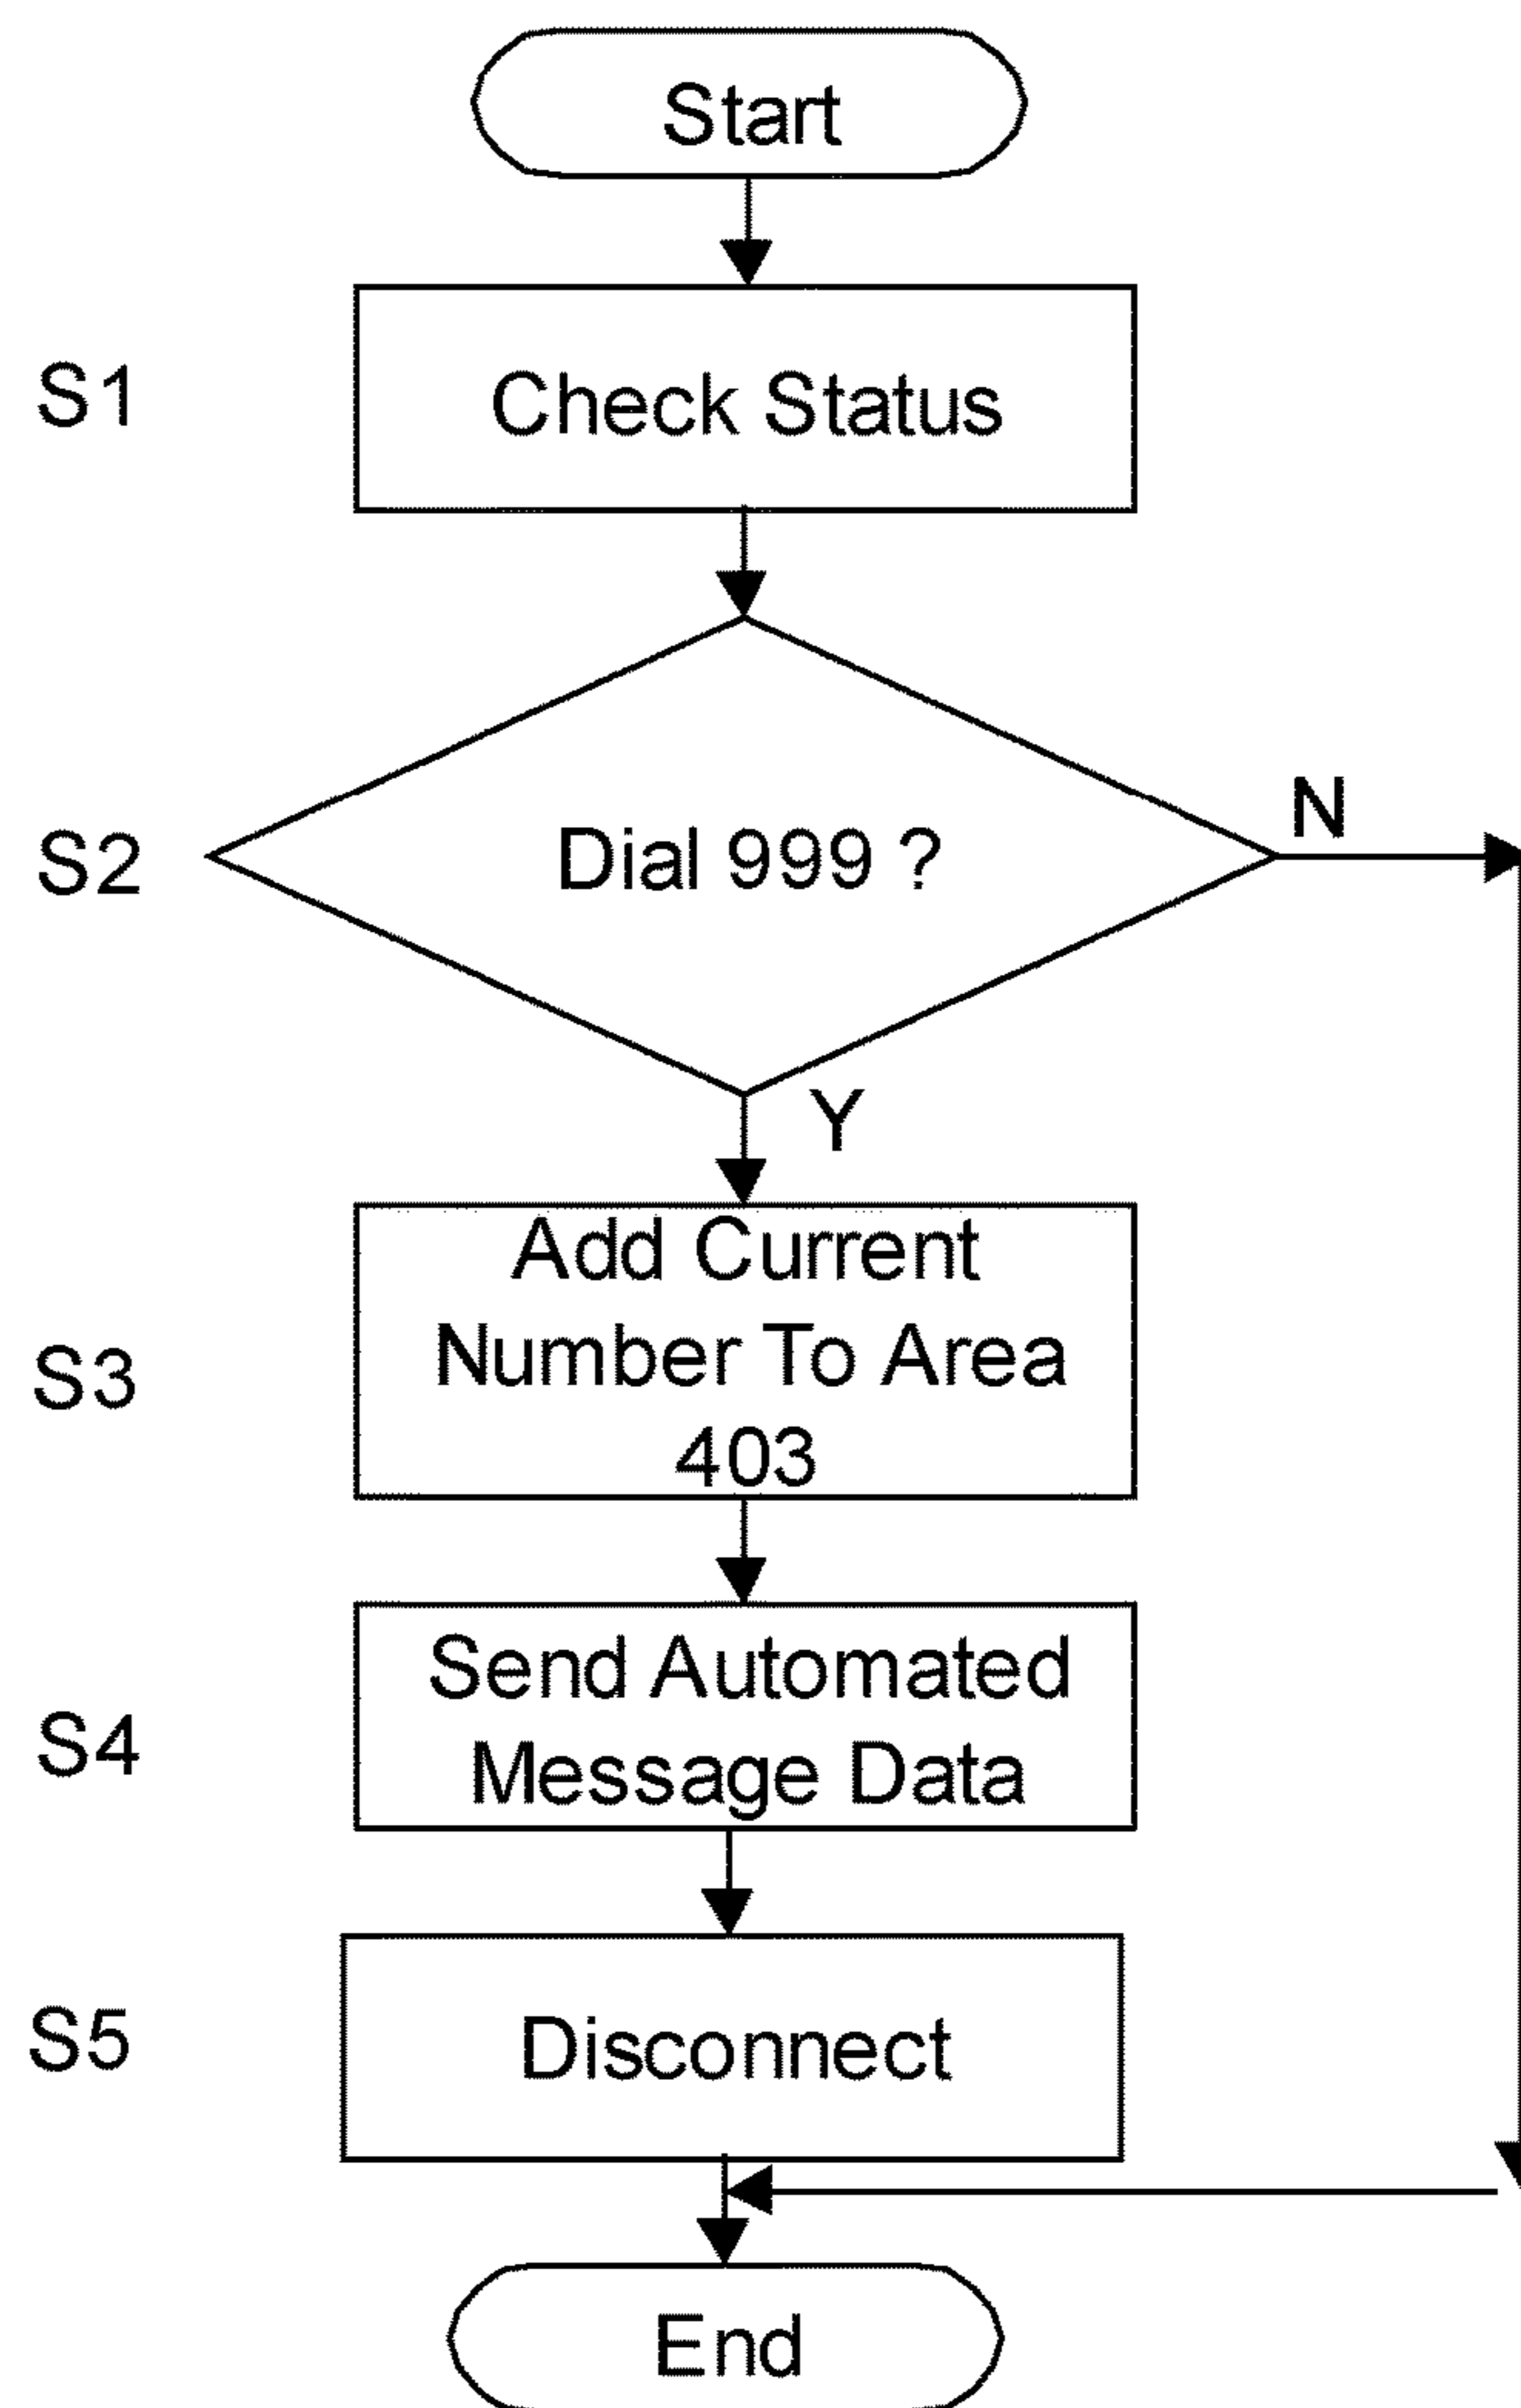 Start
S1
Check Status
S2
Dial 999 ?
N
Y
S3
Add Current
Number To Area
403
S4
Send Automated
Message Data
S5
Disconnect
End